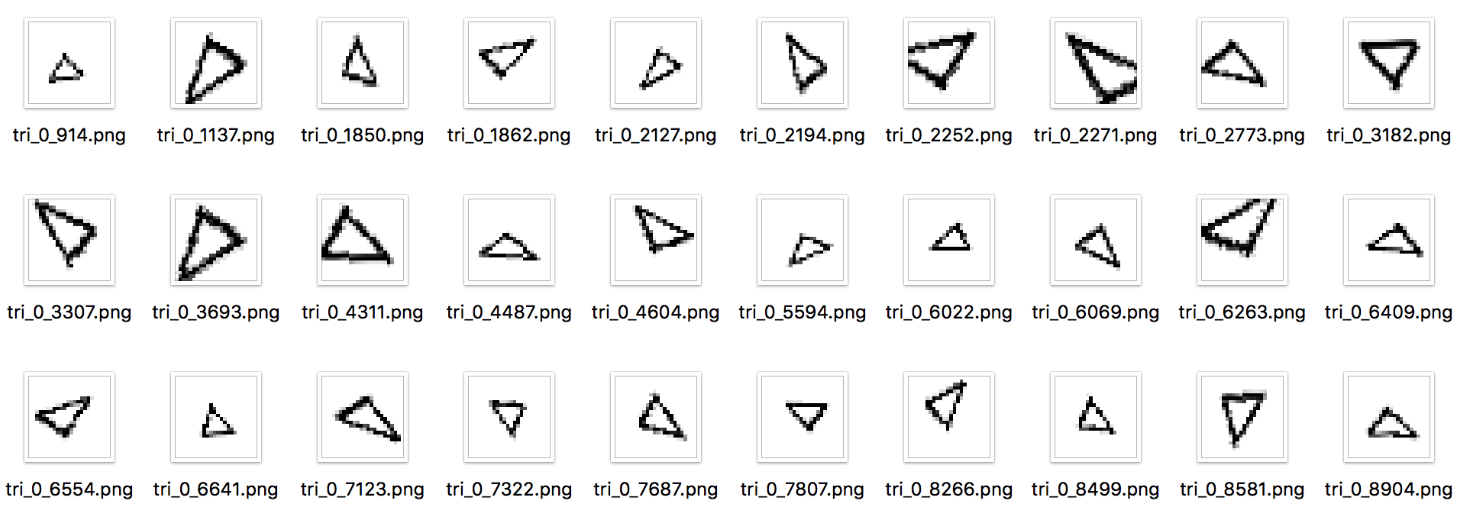 tri_0_914.png tri_0_1137.png tri_0_1850.png tri_0_1862.png tri_0_2127.png tri_0_2194.png tri_0_2252.png tri_0_2271.png tri_0_2773.png tri_0_3182.png
tri_0_3307.png tri_0_3693.png tri_0_4311.png tri_0_4487.png tri_0_4604.png tri_0_5594.png tri_0_6022.png tri_0_6069.png tri_0_6263.png tri_0_6409.png
tri_0_6554.png tri_0_6641.png tri_0_7123.png tri_0_7322.png tri_0_7687.png tri_0_7807.png tri_0_8266.png tri_0_8499.png tri_0_8581.png tri_0_8904.png